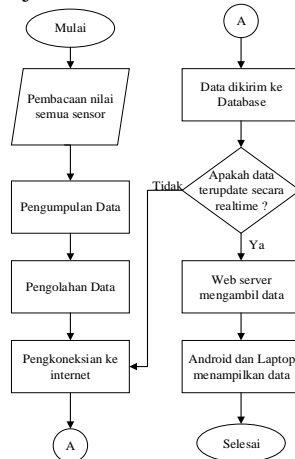 Mulai
Pembacaan nilai
semua sensor
Pengumpulan Data
Pengolahan Data
Pengkoneksian ke
internet
A
A
Data dikirim ke
Database
Apakah data
terupdate secara
realtime ?
Tidak
Ya
Web server
mengambil data
Android dan Laptop
menampilkan data
Selesai